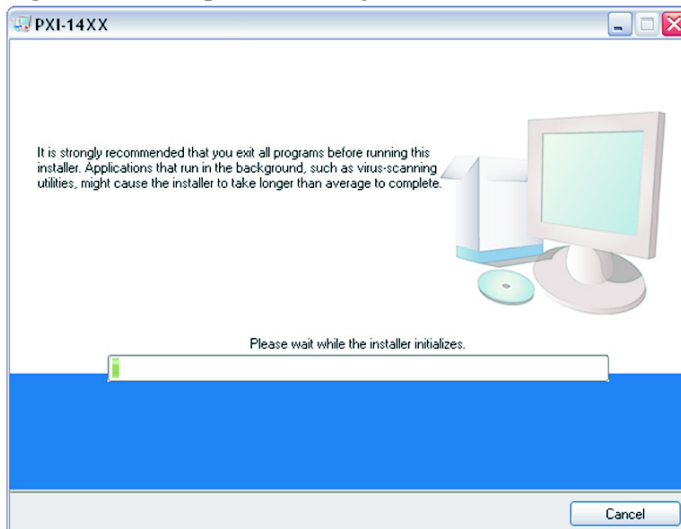 PXI-14XX
It is strongly recommended that you exit all programs before running this
installer. Applications that run in the background, such as virus-scanning
utilities, might cause the installer to take longer than average to complete.
Please wait while the installer initializes.
Cancel